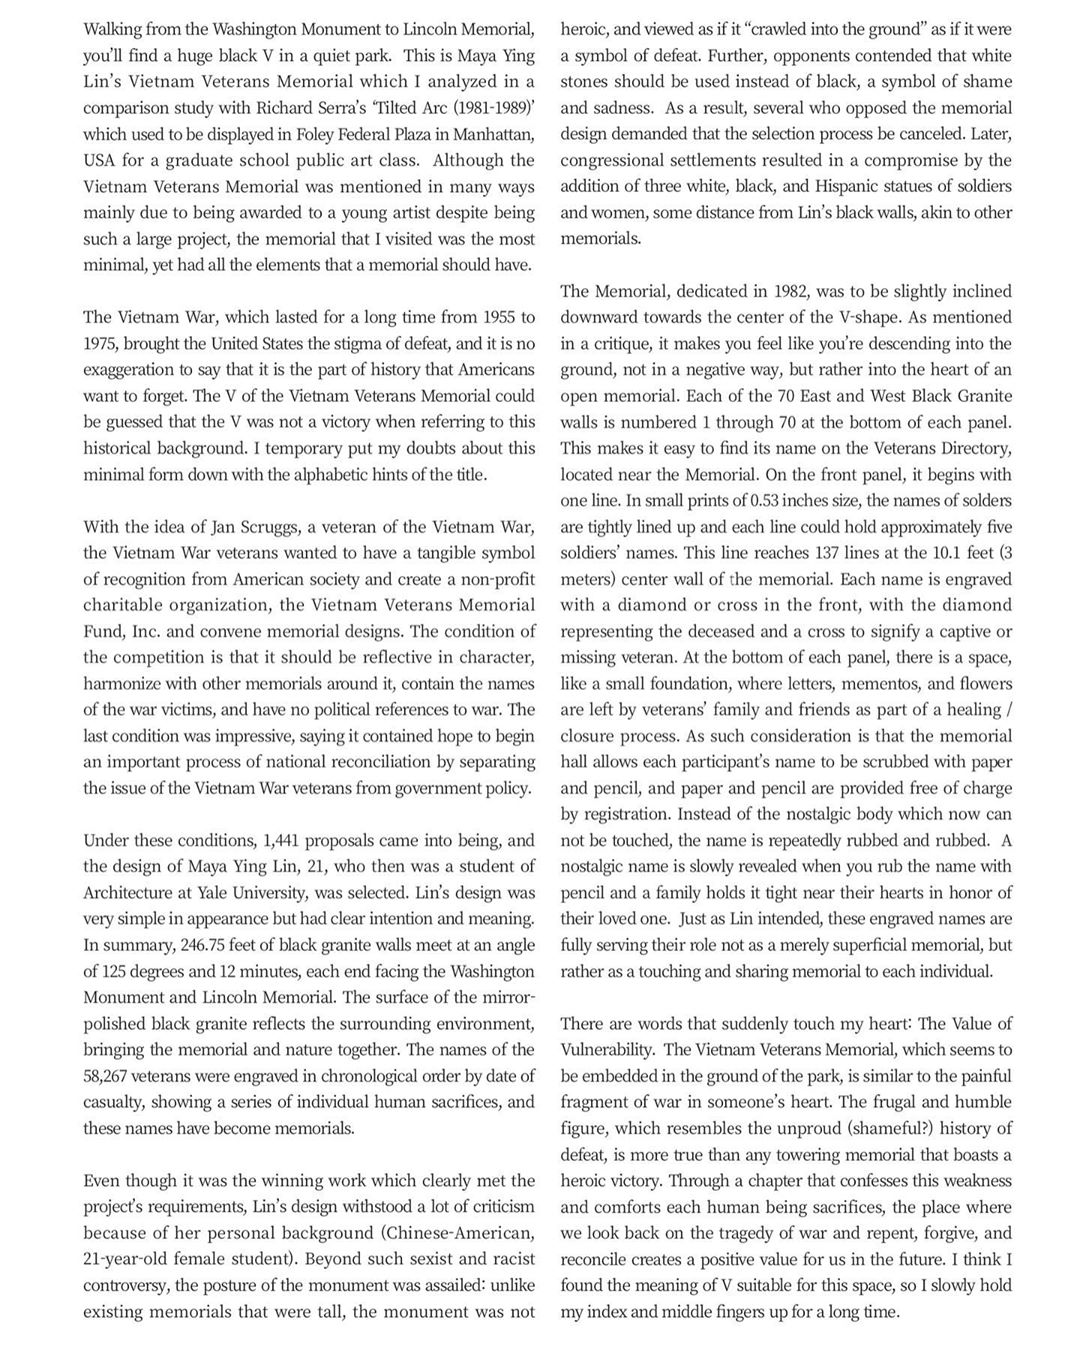 Walking from the Washington Monument to Lincoln Memorial,
you'll find a huge black V in a quiet park.  This is Maya Ying
Lin's Vietnam Veterans Memorial which I analyzed in a
comparison study with Richard Serra's ‘Tilted Arc (1981-1989)’
which used to be displayed in Foley Federal Plaza in Manhattan,
USA for a graduate school public art class.  Although the
Vietnam Veterans Memorial was mentioned in many ways
mainly due to being awarded to a young artist despite being
such a large project, the memorial that I visited was the most
minimal, yet had all the elements that a memorial should have.
The Vietnam War, which lasted for a long time from 1955 to
1975, brought the United States the stigma of defeat, and it is no
exaggeration to say that it is the part of history that Americans
want to forget. The V of the Vietnam Veterans Memorial could
be guessed that the V was not a victory when referring to this
historical background. I temporary put my doubts about this
minimal form down with the alphabetic hints of the title.
With the idea of Jan Scruggs, a veteran of the Vietnam War,
the Vietnam War veterans wanted to have a tangible symbol
of recognition from American society and create a non-profit
charitable organization, the Vietnam Veterans Memorial
Fund, Inc. and convene memorial designs. The condition of
the competition is that it should be reflective in character,
harmonize with other memorials around it, contain the names
of the war victims, and have no political references to war. The
last condition was impressive, saying it contained hope to begin
an important process of national reconciliation by separating
the issue of the Vietnam War veterans from government policy.
Under these conditions, 1,441 proposals came into being, and
the design of Maya Ying Lin, 21, who then was a student of
Architecture at Yale University, was selected. Lin's design was
very simple in appearance but had clear intention and meaning.
In summary, 246.75 feet of black granite walls meet at an angle
of 125 degrees and 12 minutes, each end facing the Washington
Monument and Lincoln Memorial. The surface of the mirror-
polished black granite reflects the surrounding environment,
bringing the memorial and nature together. The names of the
58,267 veterans were engraved in chronological order by date of
casualty, showing a series of individual human sacrifices, and
these names have become memorials.
Even though it was the winning work which clearly met the
project's requirements, Lin's design withstood a lot of criticism
because of her personal background (Chinese-American,
21-year-old female student). Beyond such sexist and racist
controversy, the posture of the monument was assailed: unlike
existing memorials that were tall, the monument was not
heroic, and viewed as if it “crawled into the ground” as if it were
a symbol of defeat. Further, opponents contended that white
stones should be used instead of black, a symbol of shame
and sadness.  As a result, several who opposed the memorial
design demanded that the selection process be canceled. Later,
congressional settlements resulted in a compromise by the
addition of three white, black, and Hispanic statues of soldiers
and women, some distance from Lin's black walls, akin to other
memorials.
The Memorial, dedicated in 1982, was to be slightly inclined
downward towards the center of the V-shape. As mentioned
in a critique, it makes you feel like you're descending into the
ground, not in a negative way, but rather into the heart of an
open memorial. Each of the 70 East and West Black Granite
walls is numbered 1 through 70 at the bottom of each panel.
This makes it easy to find its name on the Veterans Directory,
located near the Memorial. On the front panel, it begins with
one line. In small prints of 0.53 inches size, the names of solders
are tightly lined up and each line could hold approximately five
soldiers' names. This line reaches 137 lines at the 10.1 feet (3
meters) center wall of the memorial. Each name is engraved
with a diamond or cross in the front, with the diamond
representing the deceased and a cross to signify a captive or
missing veteran. At the bottom of each panel, there is a space,
like a small foundation, where letters, mementos, and flowers
are left by veterans' family and friends as part of a healing /
closure process. As such consideration is that the memorial
hall allows each participant's name to be scrubbed with paper
and pencil, and paper and pencil are provided free of charge
by registration. Instead of the nostalgic body which now can
not be touched, the name is repeatedly rubbed and rubbed.  A
nostalgic name is slowly revealed when you rub the name with
pencil and a family holds it tight near their hearts in honor of
their loved one.  Just as Lin intended, these engraved names are
fully serving their role not as a merely superficial memorial, but
rather as a touching and sharing memorial to each individual.
There are words that suddenly touch my heart: The Value of
Vulnerability.  The Vietnam Veterans Memorial, which seems to
be embedded in the ground of the park, is similar to the painful
fragment of war in someone's heart. The frugal and humble
figure, which resembles the unproud (shameful?) history of
defeat, is more true than any towering memorial that boasts a
heroic victory. Through a chapter that confesses this weakness
and comforts each human being sacrifices, the place where
we look back on the tragedy of war and repent, forgive, and
reconcile creates a positive value for us in the future. I think I
found the meaning of V suitable for this space, so I slowly hold
my index and middle fingers up for a long time.